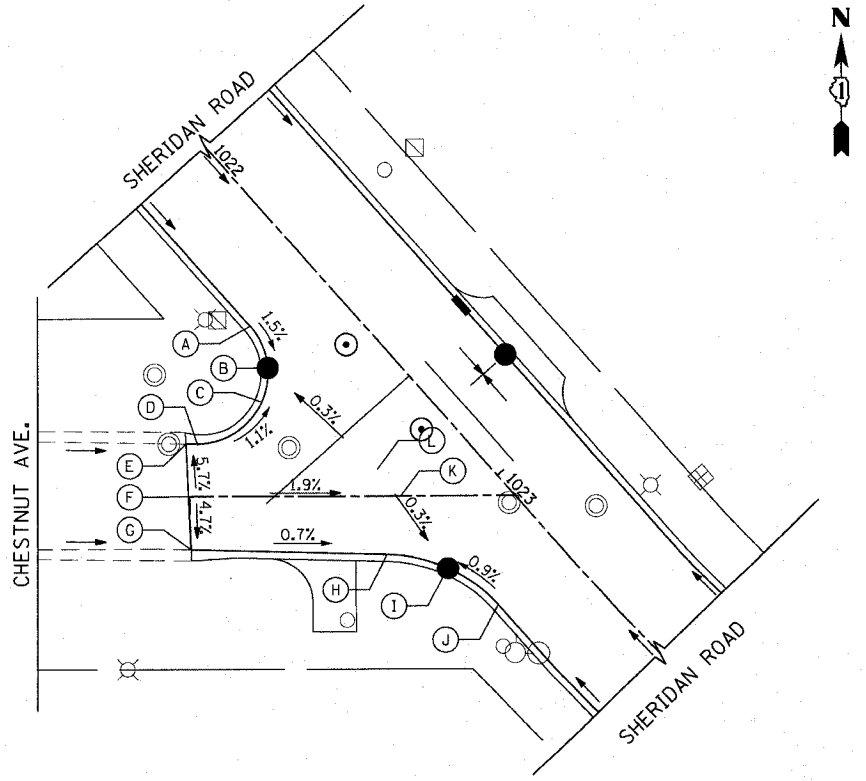 N
1
SHERIDAN ROAD
1022
A
1.5%
B
C
D
1.1%
0.3%
L
E
5.7%
K
CHESTNUT AVE.
F
1.9%
1023
4.7%
0.3%
G
0.7%
0.9%
H
I
J
SHERIDAN ROAD